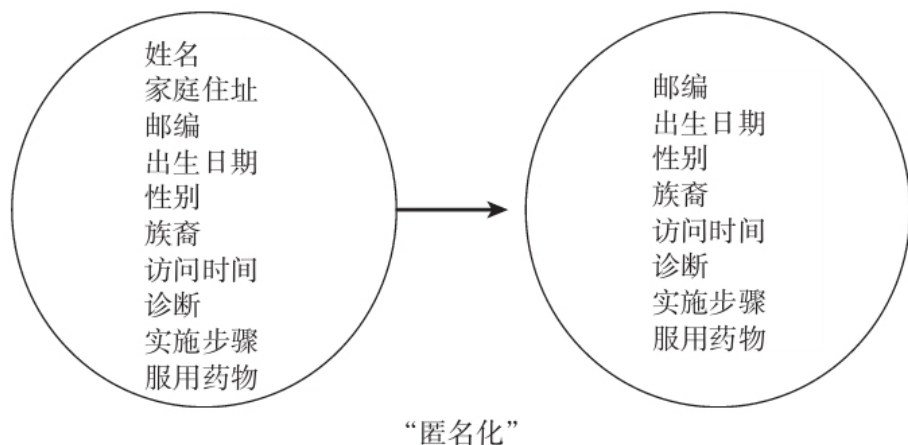 姓名
家庭住址
邮编
出生日期
性别
族裔
访问时间
诊断
实施步骤
服用药物
邮编
出生日期
性别
族裔
访问时间
诊断
实施步骤
服用药物
“匿名化”